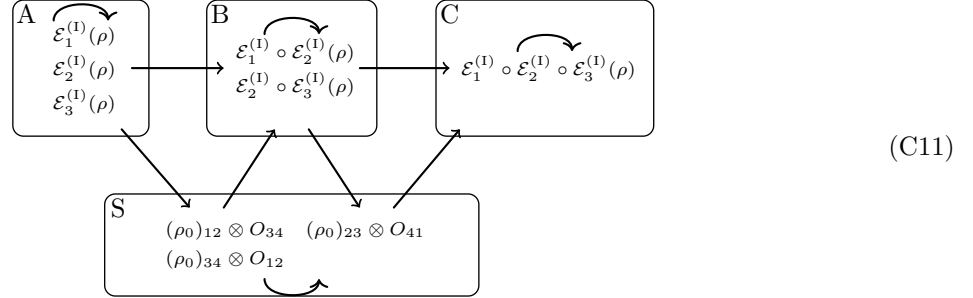 A
ℰ₁^(I)(ρ)
ℰ₂^(I)(ρ)
ℰ₃^(I)(ρ)
B
ℰ₁^(I) ∘ ℰ₂^(I)(ρ)
ℰ₂^(I) ∘ ℰ₃^(I)(ρ)
C
ℰ₁^(I) ∘ ℰ₂^(I) ∘ ℰ₃^(I)(ρ)
(C11)
S
(ρ₀)₁₂ ⊗ O₃₄ (ρ₀)₂₃ ⊗ O₄₁
(ρ₀)₃₄ ⊗ O₁₂